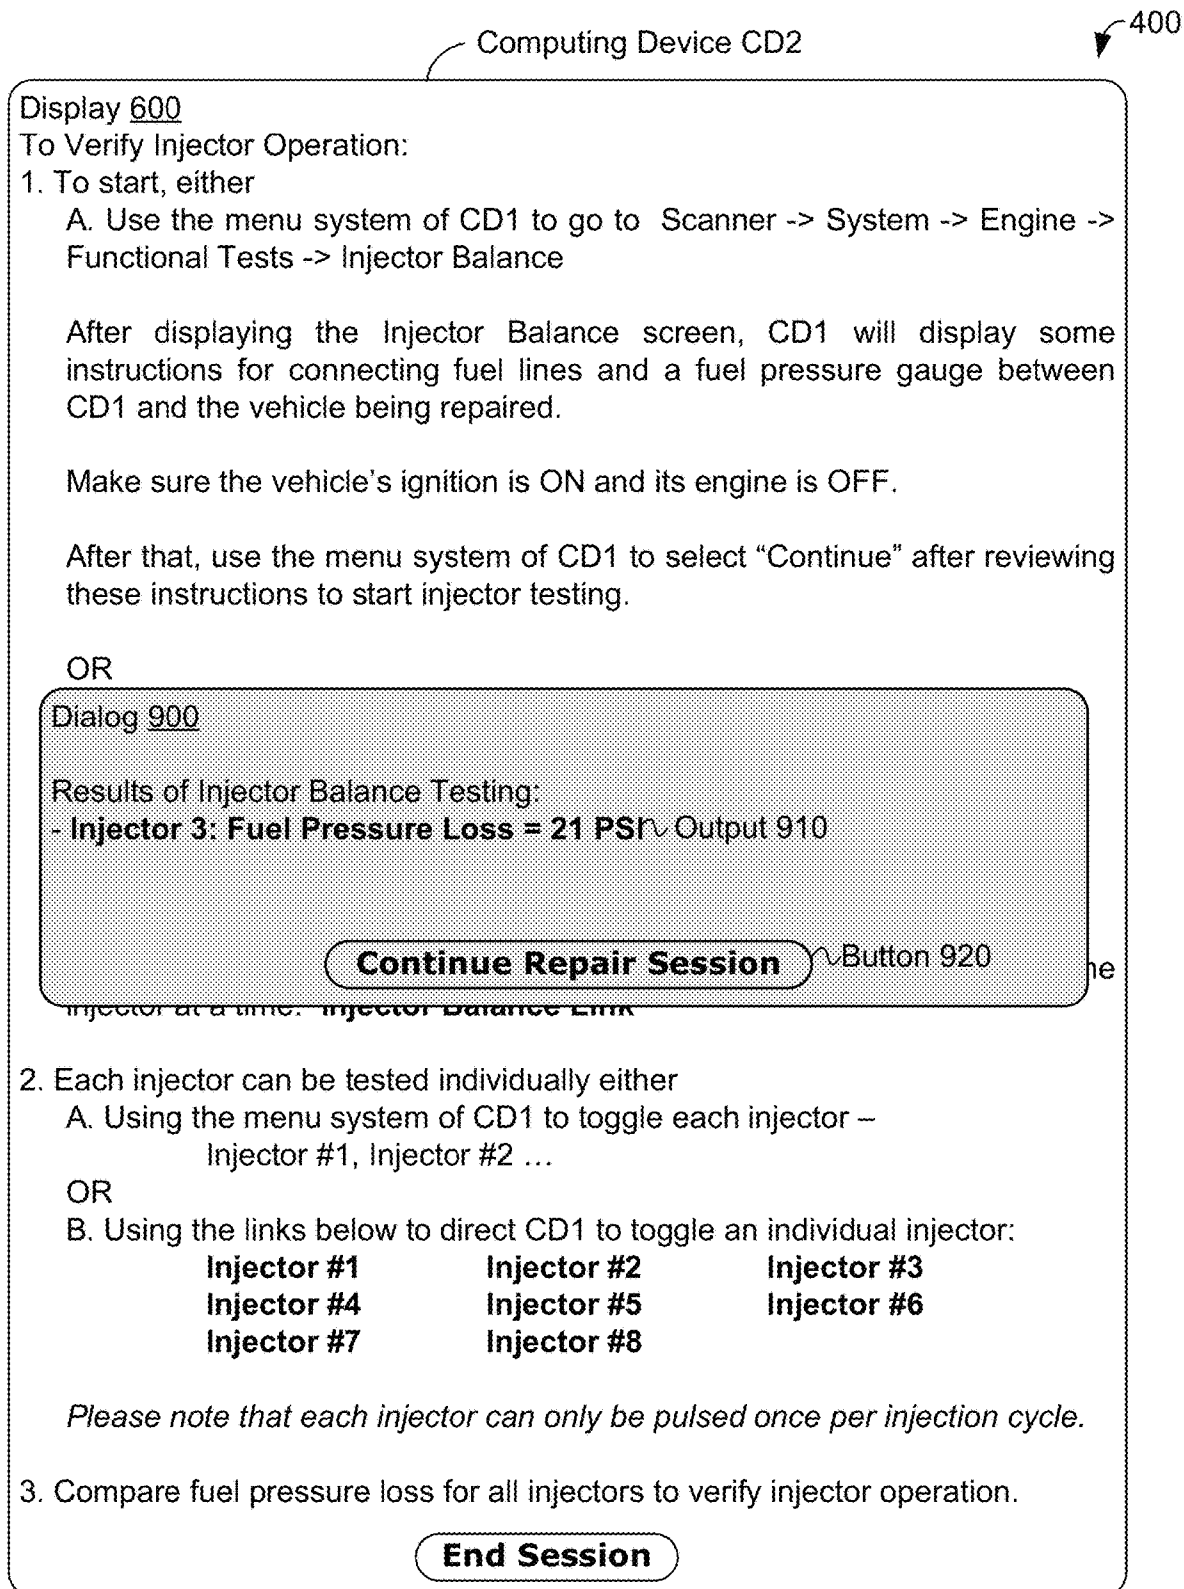 400
Computing Device CD2
Display 600
To Verify Injector Operation:
1. To start, either
A. Use the menu system of CD1 to go to Scanner -> System -> Engine ->
Functional Tests -> Injector Balance
After displaying the Injector Balance screen, CD1 will display some
instructions for connecting fuel lines and a fuel pressure gauge between
CD1 and the vehicle being repaired.
Make sure the vehicle's ignition is ON and its engine is OFF.
After that, use the menu system of CD1 to select “Continue” after reviewing
these instructions to start injector testing.
OR
Dialog 900
Results of Injector Balance Testing:
- Injector 3: Fuel Pressure Loss = 21 PSI Output 910
Continue Repair Session Button 920
injector at a time. Injector Balance Link
2. Each injector can be tested individually either
A. Using the menu system of CD1 to toggle each injector –
Injector #1, Injector #2 ...
OR
B. Using the links below to direct CD1 to toggle an individual injector:
Injector #1 Injector #2 Injector #3
Injector #4 Injector #5 Injector #6
Injector #7 Injector #8
Please note that each injector can only be pulsed once per injection cycle.
3. Compare fuel pressure loss for all injectors to verify injector operation.
End Session